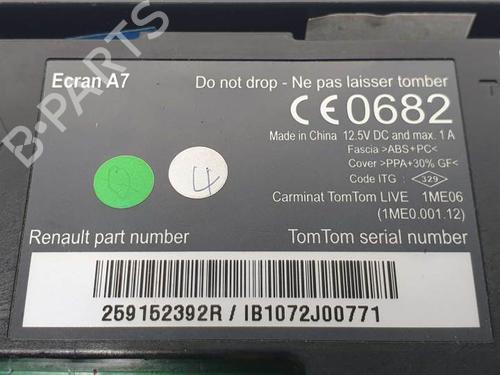 Ecran A7
Do not drop - Ne pas laisser tomber
CE0682
Made in China 12.5V DC and max. 1 A
Fascia >ABS+PC<
Cover >PPA+30% GF<
Code ITG : 329
Carminat TomTom LIVE 1ME06
(1ME0.001.12)
Renault part number
TomTom serial number
259152392R / IB1072J00771
4
B-PARTS